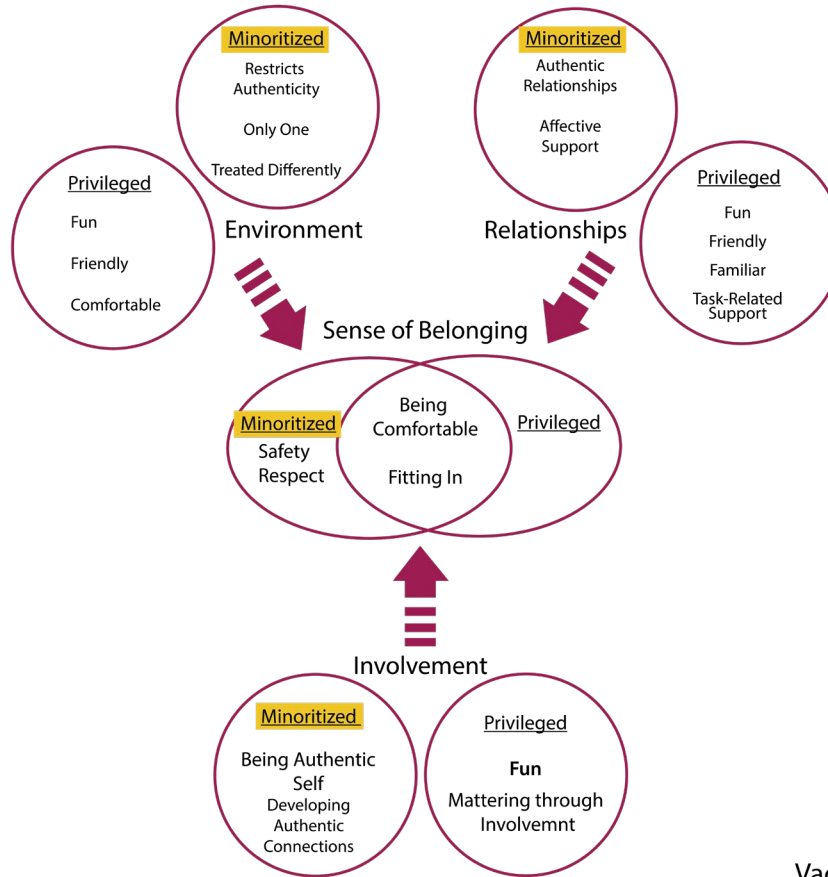 Minoritized
Restricts
Authenticity
Only One
Treated Differently
Privileged
Fun
Friendly
Comfortable
Environment
Minoritized
Authentic
Relationships
Affective
Support
Privileged
Fun
Friendly
Familiar
Task-Related
Support
Relationships
Sense of Belonging
Minoritized
Safety
Respect
Being
Comfortable
Fitting In
Privileged
Involvement
Minoritized
Being Authentic
Self
Developing
Authentic
Connections
Privileged
Fun
Mattering through
Involvemnt